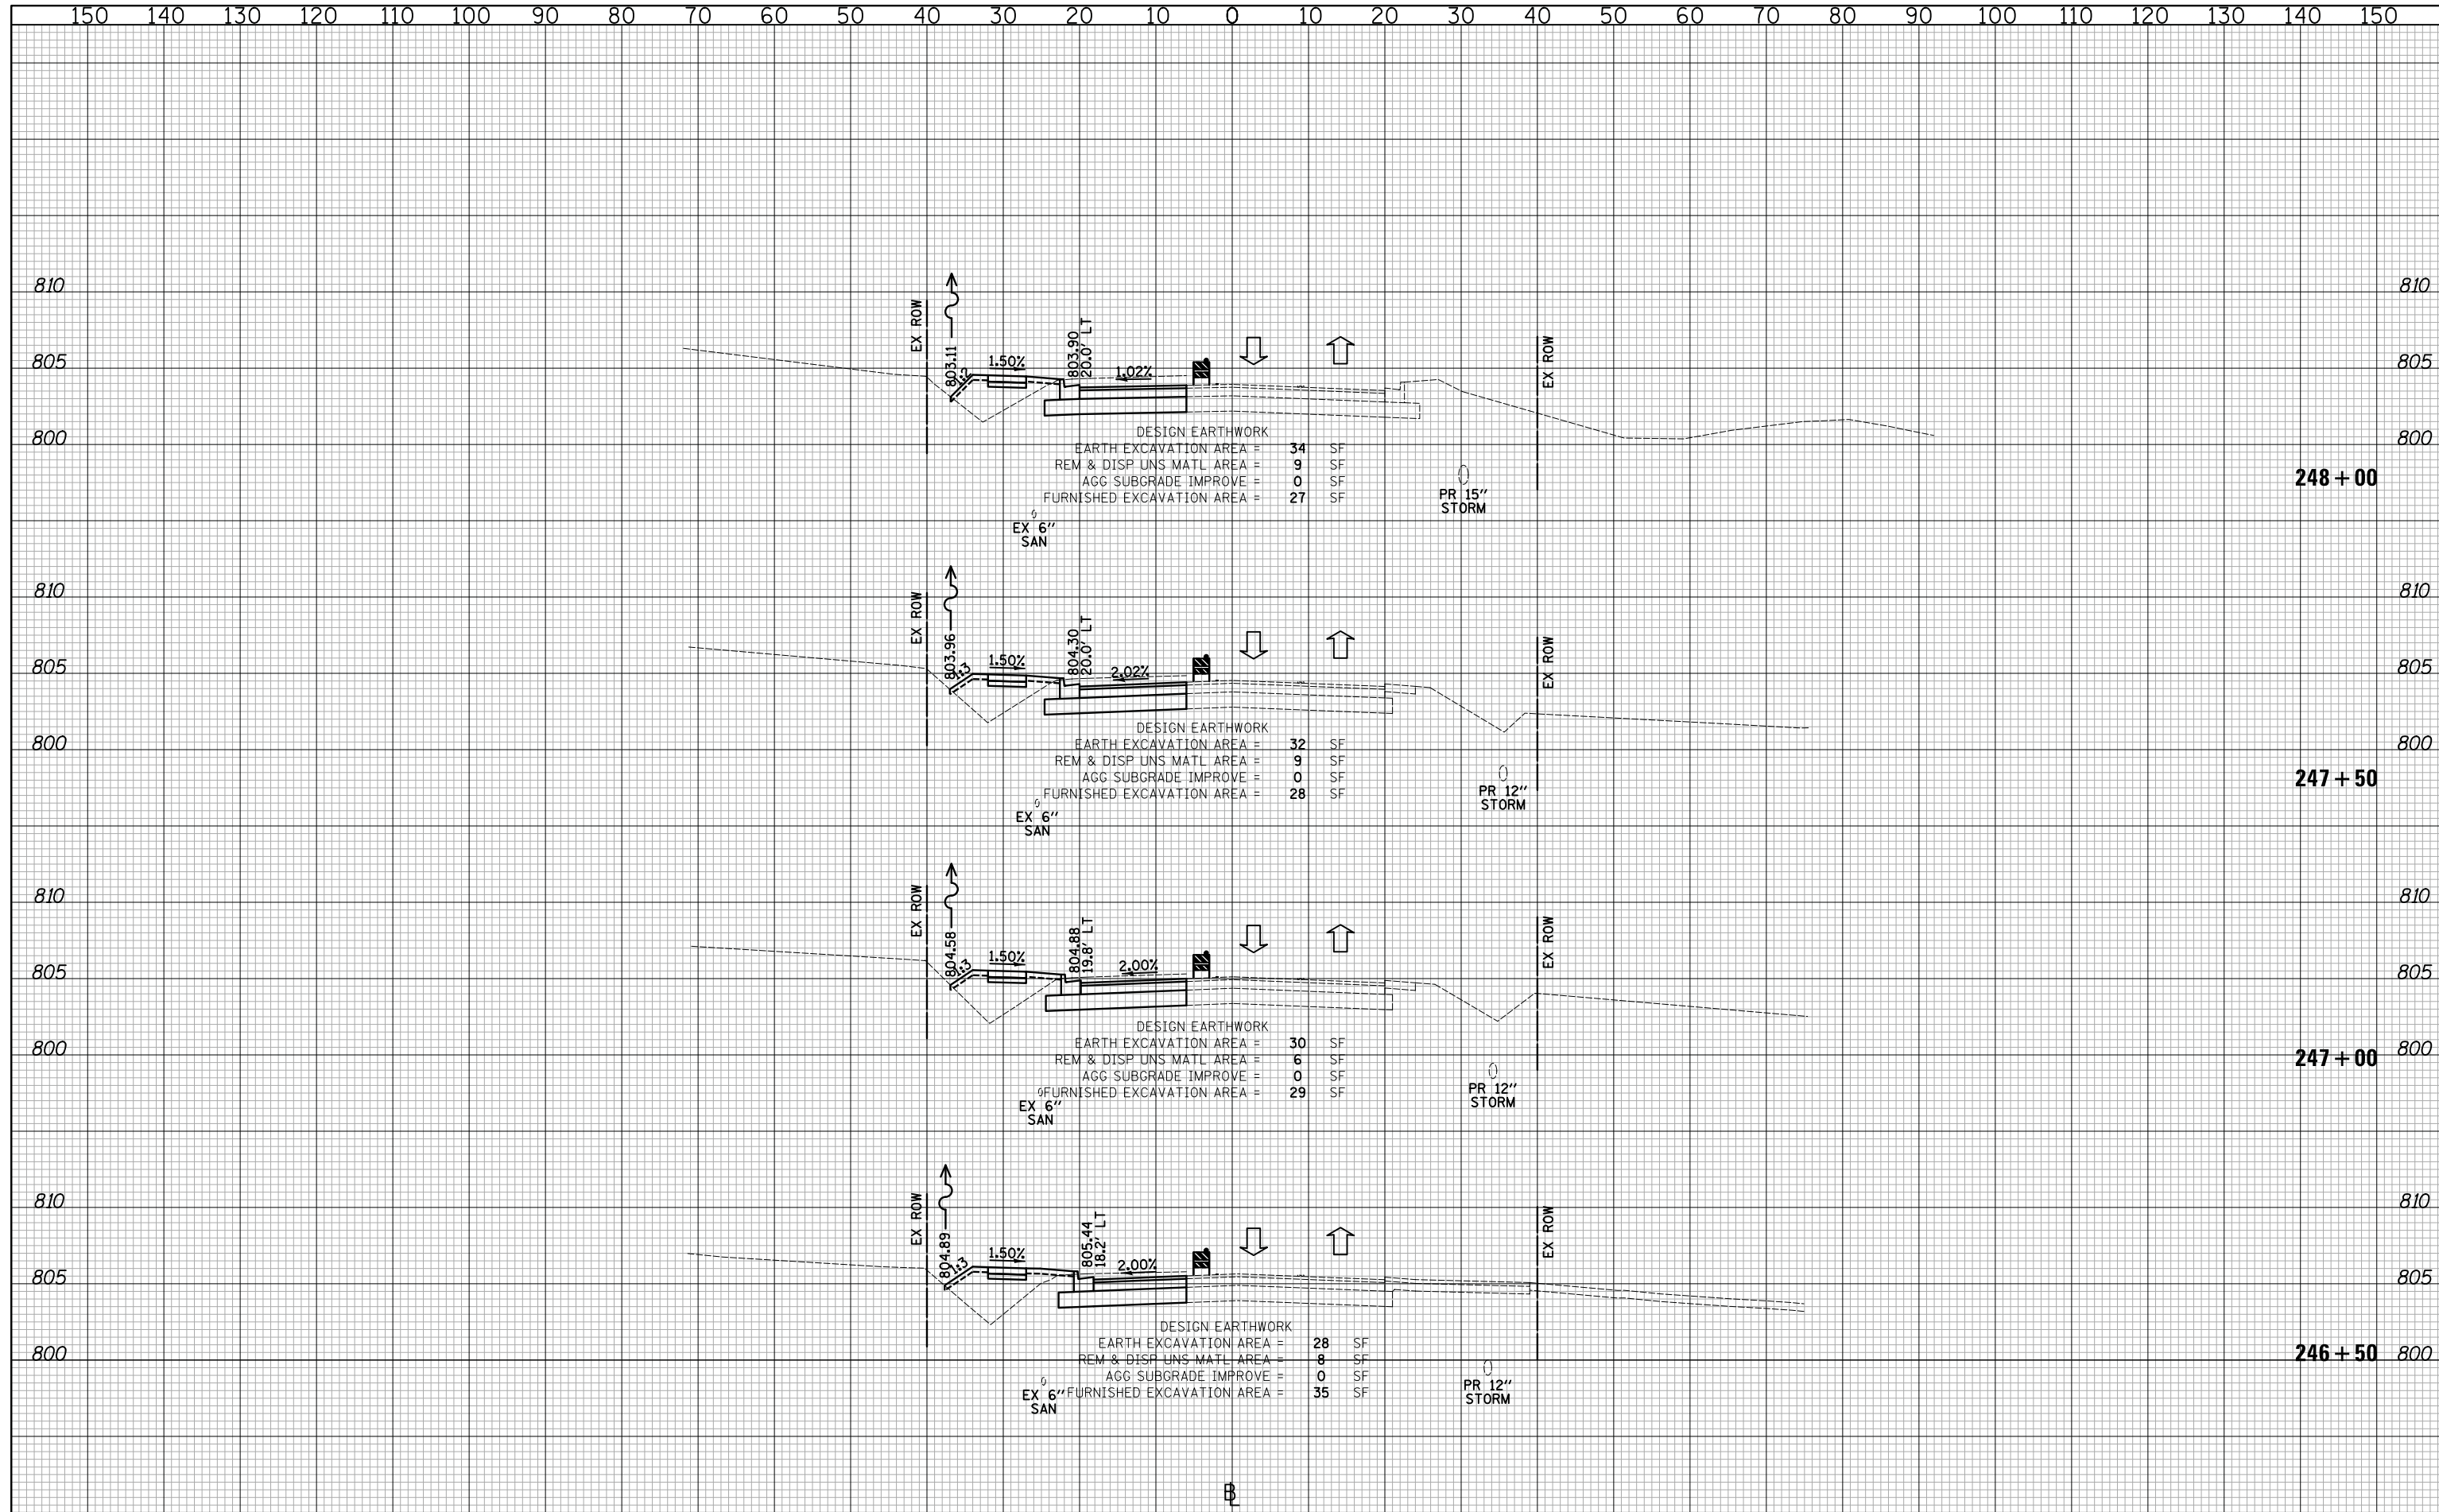 150 140 130 120 110 100 90 80 70 60 50 40 30 20 10 0 10 20 30 40 50 60 70 80 90 100 110 120 130 140 150
810 810
EX ROW
803.11
1:2
1.50%
803.90
20.0' LT
1.02%
EX ROW
805 805
800 800
DESIGN EARTHWORK
EARTH EXCAVATION AREA = 34 SF
REM & DISP UNS MATL AREA = 9 SF
AGG SUBGRADE IMPROVE = 0 SF
FURNISHED EXCAVATION AREA = 27 SF
248+00
PR 15"
STORM
EX 6"
SAN
810 810
EX ROW
803.96
1:3
1.50%
804.30
20.0' LT
2.02%
EX ROW
805 805
800 800
DESIGN EARTHWORK
EARTH EXCAVATION AREA = 32 SF
REM & DISP UNS MATL AREA = 9 SF
AGG SUBGRADE IMPROVE = 0 SF
FURNISHED EXCAVATION AREA = 28 SF
247+50
PR 12"
STORM
EX 6"
SAN
810 810
EX ROW
804.58
1:3
1.50%
804.88
19.8' LT
2.00%
EX ROW
805 805
800 800
DESIGN EARTHWORK
EARTH EXCAVATION AREA = 30 SF
REM & DISP UNS MATL AREA = 6 SF
AGG SUBGRADE IMPROVE = 0 SF
FURNISHED EXCAVATION AREA = 29 SF
247+00
PR 12"
STORM
EX 6"
SAN
810 810
EX ROW
804.89
1:3
1.50%
805.44
18.2' LT
2.00%
EX ROW
805 805
800 800
DESIGN EARTHWORK
EARTH EXCAVATION AREA = 28 SF
REM & DISP UNS MATL AREA = 8 SF
AGG SUBGRADE IMPROVE = 0 SF
FURNISHED EXCAVATION AREA = 35 SF
246+50
PR 12"
STORM
EX 6"
SAN
BL